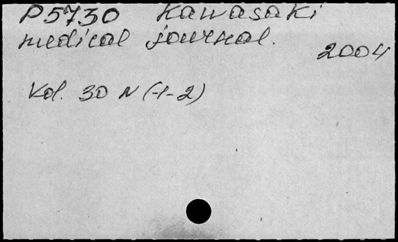 P5730 Kawasaki
medical journal.
2004
Vol. 30 N (1-2)